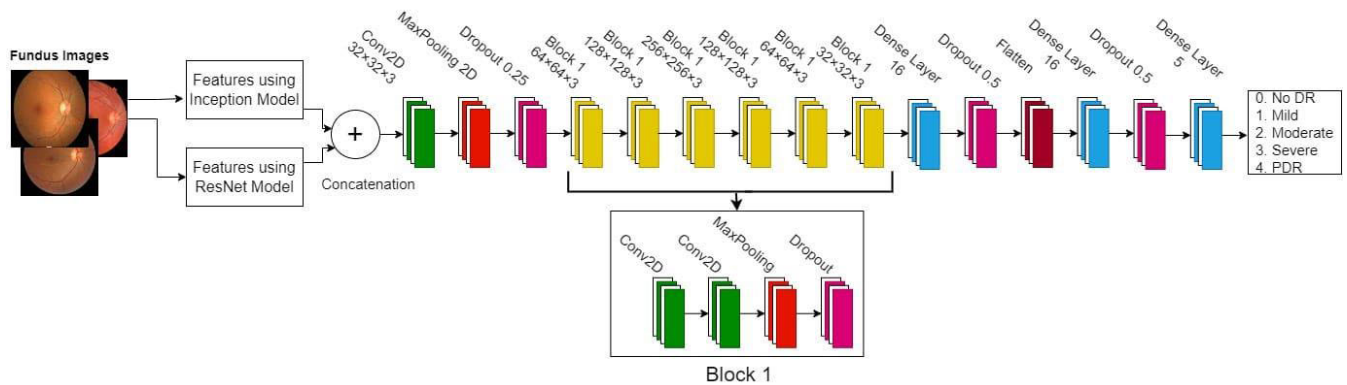 Fundus Images
Features using
Inception Model
Features using
ResNet Model
+
Concatenation
Conv2D
32×32×3
MaxPooling 2D
Dropout 0.25
Block 1
64×64×3
Block 1
128×128×3
Block 1
256×256×3
Block 1
128×128×3
Block 1
64×64×3
Block 1
32×32×3
Dense Layer
16
Dropout 0.5
Flatten
Dense Layer
16
Dropout 0.5
Dense Layer
5
0. No DR
1. Mild
2. Moderate
3. Severe
4. PDR
Conv2D
Conv2D
MaxPooling
Dropout
Block 1